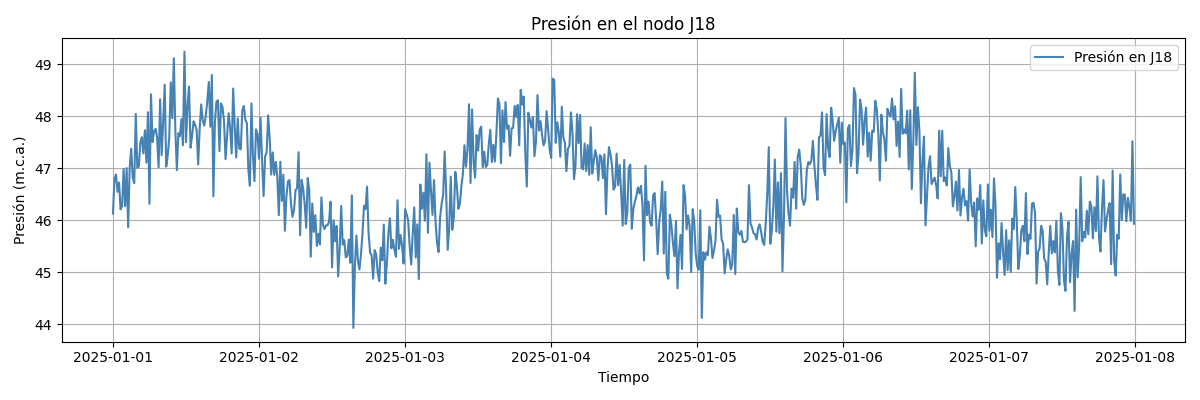 Presión en el nodo J18
Presión en J18
Presión (m.c.a.)
49
48
47
46
45
44
2025-01-01 2025-01-02 2025-01-03 2025-01-04 2025-01-05 2025-01-06 2025-01-07 2025-01-08
Tiempo